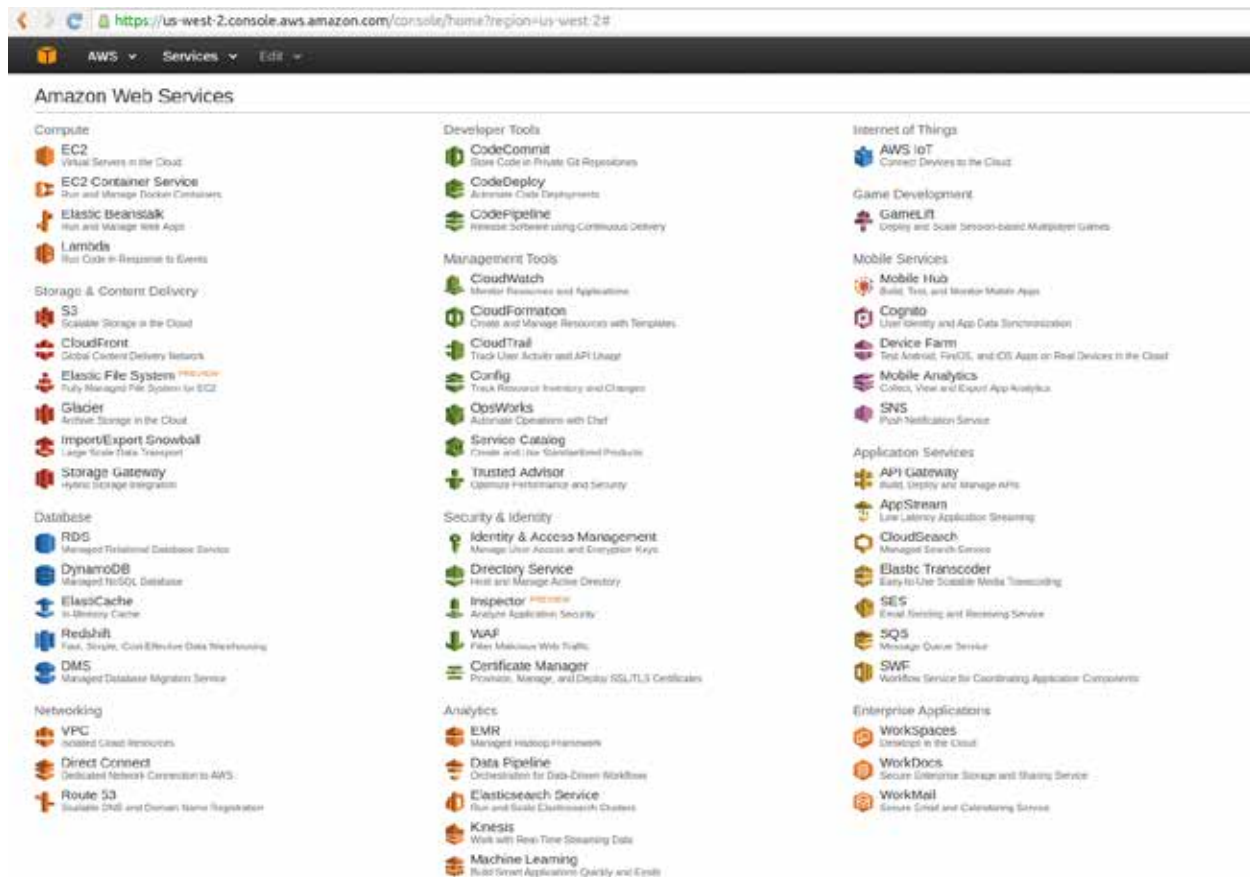 https://us-west-2.console.aws.amazon.com/console/home?region=us-west-2#
AWS Services Edit
Amazon Web Services
Compute
EC2
Virtual Servers in the Cloud
EC2 Container Service
Run and Manage Docker Containers
Elastic Beanstalk
Run and Manage Web Apps
Lambda
Run Code in Response to Events
Storage & Content Delivery
S3
Scalable Storage in the Cloud
CloudFront
Global Content Delivery Network
Elastic File System PREVIEW
Fully Managed File System for EC2
Glacier
Archive Storage in the Cloud
Import/Export Snowball
Large Scale Data Transport
Storage Gateway
Hybrid Storage Integration
Database
RDS
Managed Relational Database Service
DynamoDB
Managed NoSQL Database
ElastiCache
In-Memory Cache
Redshift
Fast, Simple, Cost-Effective Data Warehousing
DMS
Managed Database Migration Service
Networking
VPC
Isolated Cloud Resources
Direct Connect
Dedicated Network Connection to AWS
Route 53
Scalable DNS and Domain Name Registration
Developer Tools
CodeCommit
Store Code in Private Git Repositories
CodeDeploy
Automate Code Deployments
CodePipeline
Release Software using Continuous Delivery
Management Tools
CloudWatch
Monitor Resources and Applications
CloudFormation
Create and Manage Resources with Templates
CloudTrail
Track User Activity and API Usage
Config
Track Resource Inventory and Changes
OpsWorks
Automate Operations with Chef
Service Catalog
Create and Use Standardized Products
Trusted Advisor
Optimize Performance and Security
Security & Identity
Identity & Access Management
Manage User Access and Encryption Keys
Directory Service
Host and Manage Active Directory
Inspector PREVIEW
Analyze Application Security
WAF
Filter Malicious Web Traffic
Certificate Manager
Provision, Manage, and Deploy SSL/TLS Certificates
Analytics
EMR
Managed Hadoop Framework
Data Pipeline
Orchestration for Data-Driven Workflows
Elasticsearch Service
Run and Scale Elasticsearch Clusters
Kinesis
Work with Real-Time Streaming Data
Machine Learning
Build Smart Applications Quickly and Easily
Internet of Things
AWS IoT
Connect Devices to the Cloud
Game Development
GameLift
Deploy and Scale Session-based Multiplayer Games
Mobile Services
Mobile Hub
Build, Test, and Monitor Mobile Apps
Cognito
User Identity and App Data Synchronization
Device Farm
Test Android, FireOS, and iOS Apps on Real Devices in the Cloud
Mobile Analytics
Collect, View and Export App Analytics
SNS
Push Notification Service
Application Services
API Gateway
Build, Deploy and Manage APIs
AppStream
Low Latency Application Streaming
CloudSearch
Managed Search Service
Elastic Transcoder
Easy-to-Use Scalable Media Transcoding
SES
Email Sending and Receiving Service
SQS
Message Queue Service
SWF
Workflow Service for Coordinating Application Components
Enterprise Applications
WorkSpaces
Desktops in the Cloud
WorkDocs
Secure Enterprise Storage and Sharing Service
WorkMail
Secure Email and Calendaring Service